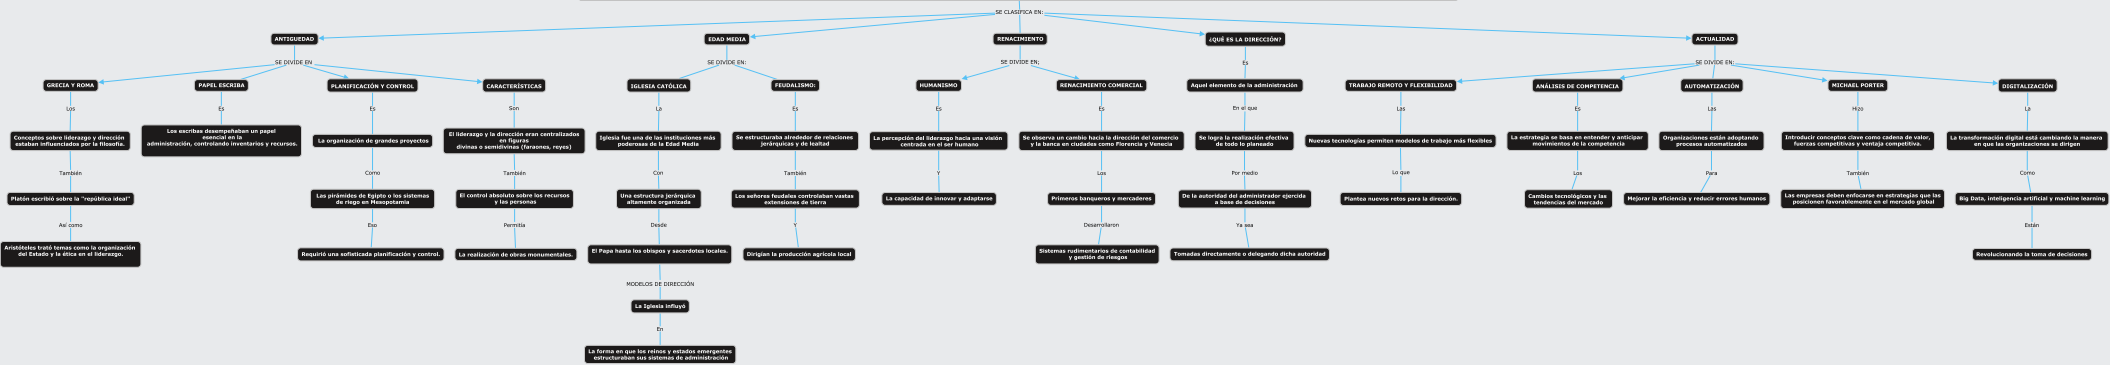 SE CLASIFICA EN:
ANTIGUEDAD
EDAD MEDIA
RENACIMIENTO
¿QUÉ ES LA DIRECCIÓN?
ACTUALIDAD
SE DIVIDE EN
SE DIVIDE EN:
SE DIVIDE EN;
Es
SE DIVIDE EN:
GRECIA Y ROMA
PAPEL ESCRIBA
PLANIFICACIÓN Y CONTROL
CARACTERÍSTICAS
IGLESIA CATÓLICA
FEUDALISMO:
HUMANISMO
RENACIMIENTO COMERCIAL
Aquel elemento de la administración
TRABAJO REMOTO Y FLEXIBILIDAD
ANÁLISIS DE COMPETENCIA
AUTOMATIZACIÓN
MICHAEL PORTER
DIGITALIZACIÓN
Los
Es
Es
Son
La
Es
Es
Es
En el que
Las
Es
Las
Hizo
La
Conceptos sobre liderazgo y dirección
estaban influenciados por la filosofía.
Los escribas desempeñaban un papel
esencial en la
administración, controlando inventarios y recursos.
La organización de grandes proyectos
El liderazgo y la dirección eran centralizados
en figuras
divinas o semidivinas (faraones, reyes)
Iglesia fue una de las instituciones más
poderosas de la Edad Media
Se estructuraba alrededor de relaciones
jerárquicas y de lealtad
La percepción del liderazgo hacia una visión
centrada en el ser humano
Se observa un cambio hacia la dirección del comercio
y la banca en ciudades como Florencia y Venecia
Se logra la realización efectiva
de todo lo planeado
Nuevas tecnologías permiten modelos de trabajo más flexibles
La estrategia se basa en entender y anticipar
movimientos de la competencia
Organizaciones están adoptando
procesos automatizados
Introducir conceptos clave como cadena de valor,
fuerzas competitivas y ventaja competitiva.
La transformación digital está cambiando la manera
en que las organizaciones se dirigen
También
Como
También
Con
También
Y
Los
Por medio
Lo que
Los
Para
También
Como
Platón escribió sobre la "república ideal"
Las pirámides de Egipto o los sistemas
de riego en Mesopotamia
El control absoluto sobre los recursos
y las personas
Una estructura jerárquica
altamente organizada
Los señores feudales controlaban vastas
extensiones de tierra
La capacidad de innovar y adaptarse
Primeros banqueros y mercaderes
De la autoridad del administrador ejercida
a base de decisiones
Plantea nuevos retos para la dirección.
Cambios tecnológicos y las
tendencias del mercado
Mejorar la eficiencia y reducir errores humanos
Las empresas deben enfocarse en estrategias que las
posicionen favorablemente en el mercado global
Big Data, inteligencia artificial y machine learning
Así como
Eso
Permitía
Desde
Y
Desarrollaron
Ya sea
Están
Aristóteles trató temas como la organización
del Estado y la ética en el liderazgo.
Requirió una sofisticada planificación y control.
La realización de obras monumentales.
El Papa hasta los obispos y sacerdotes locales.
Dirigían la producción agrícola local
Sistemas rudimentarios de contabilidad
y gestión de riesgos
Tomadas directamente o delegando dicha autoridad
Revolucionando la toma de decisiones
MODELOS DE DIRECCIÓN
La Iglesia influyó
En
La forma en que los reinos y estados emergentes
estructuraban sus sistemas de administración